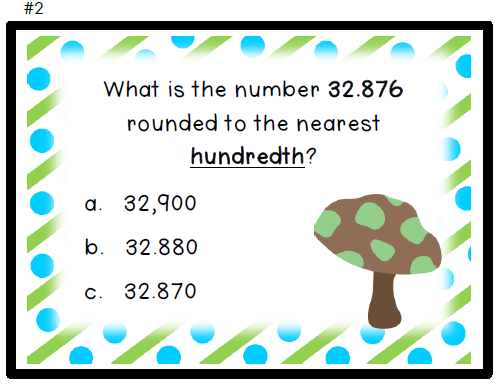 #2
What is the number 32.876
rounded to the nearest
hundredth?
a. 32,900
b. 32.880
c. 32.870